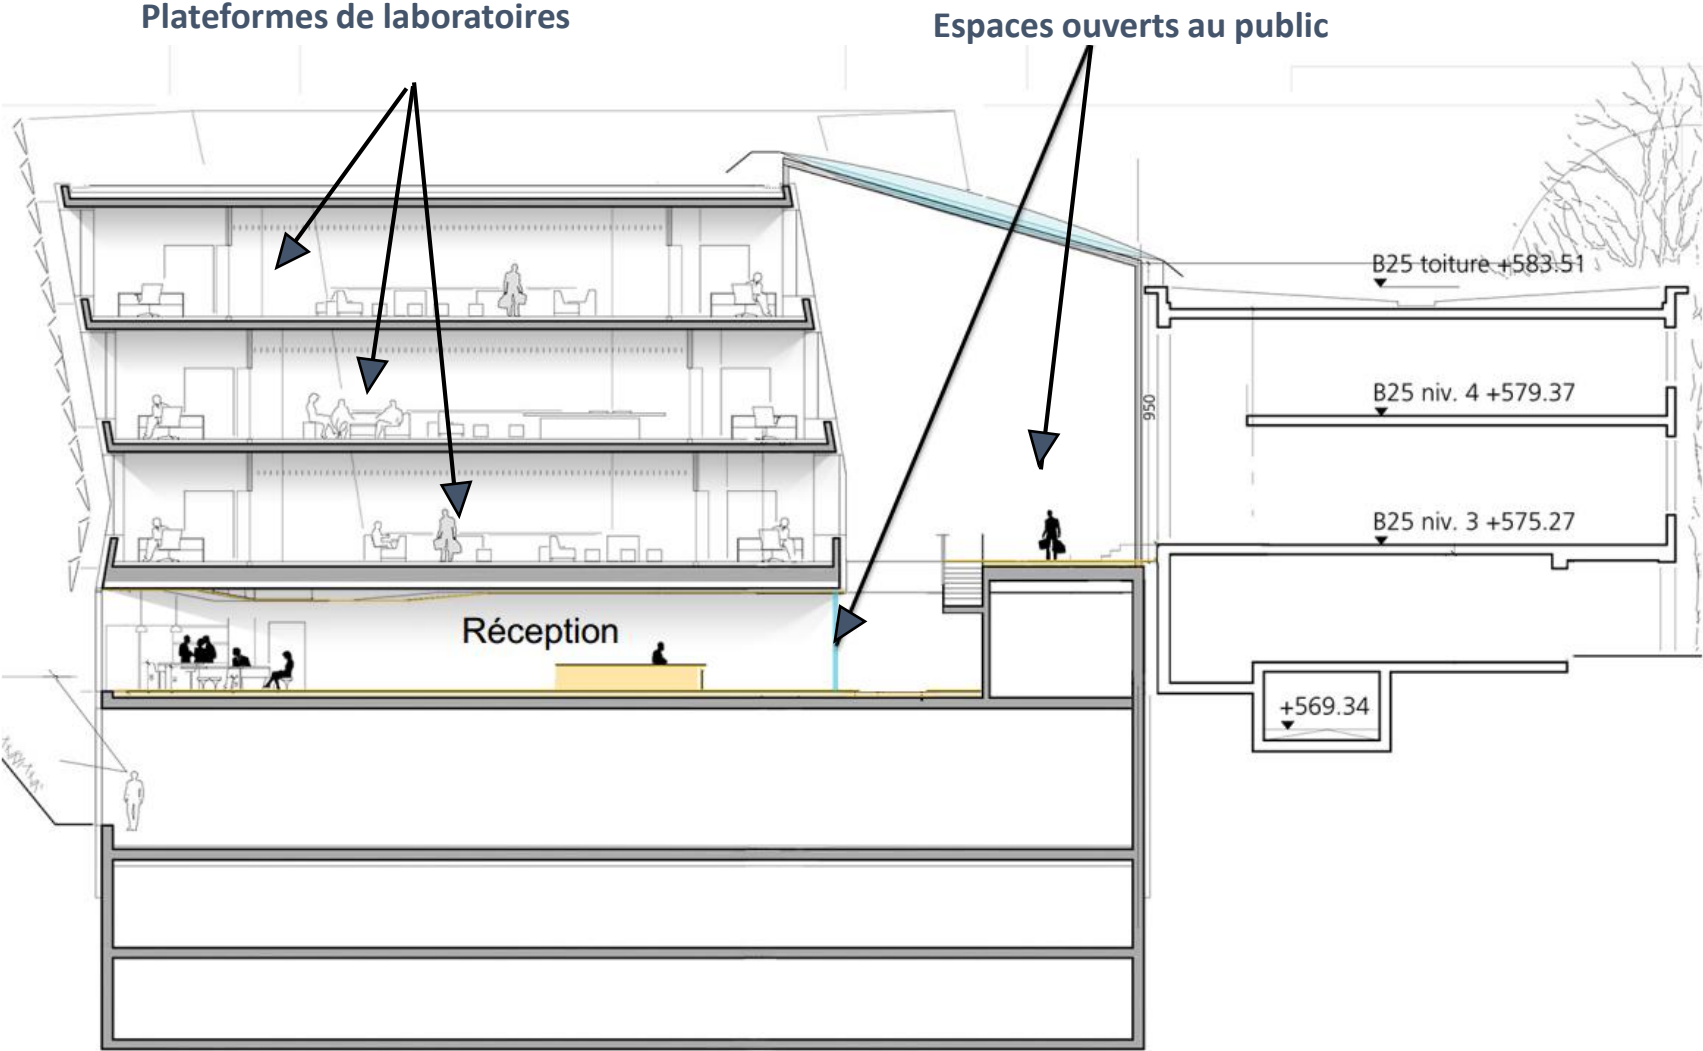 Plateformes de laboratoires
Espaces ouverts au public
B25 toiture +583.51
B25 niv. 4 +579.37
950
B25 niv. 3 +575.27
Réception
+569.34